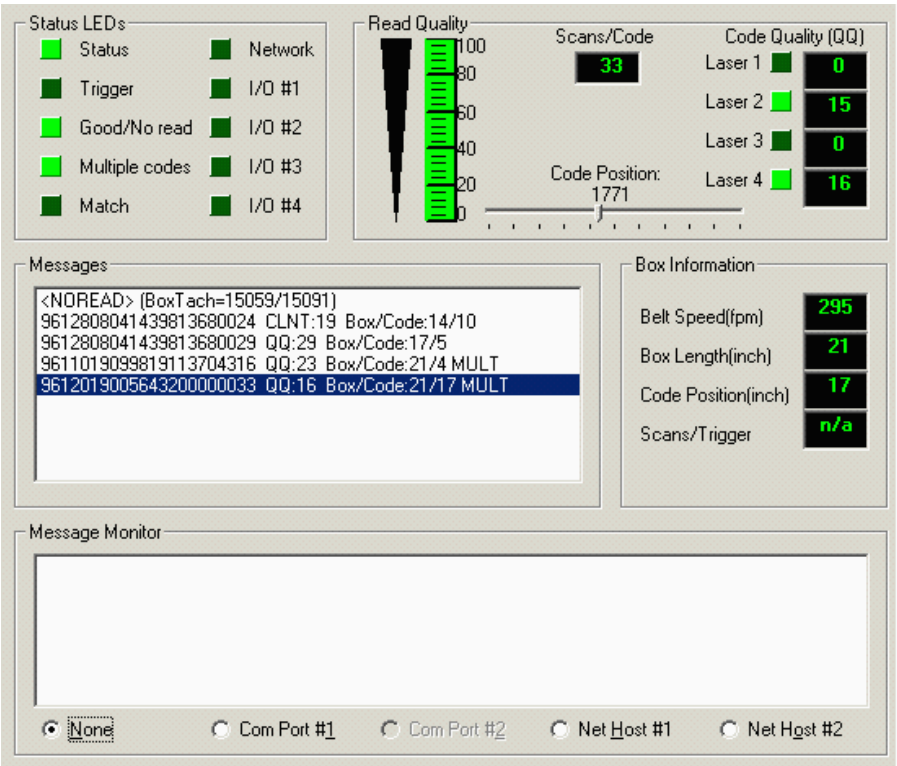 Status LEDs
Status
Network
Trigger
I/O #1
Good/No read
I/O #2
Multiple codes
I/O #3
Match
I/O #4
Read Quality
100
80
60
40
20
0
Scans/Code
33
Code Position:
1771
Code Quality (QQ)
Laser 1 0
Laser 2 15
Laser 3 0
Laser 4 16
Messages
<NOREAD> (BoxTach=15059/15091)
9612808041439813680024 CLNT:19 Box/Code:14/10
9612808041439813680029 QQ:29 Box/Code:17/5
9611019099819113704316 QQ:23 Box/Code:21/4 MULT
9612019005643200000033 QQ:16 Box/Code:21/17 MULT
Box Information
Belt Speed(fpm) 295
Box Length(inch) 21
Code Position(inch) 17
Scans/Trigger n/a
Message Monitor
None Com Port #1 Com Port #2 Net Host #1 Net Host #2